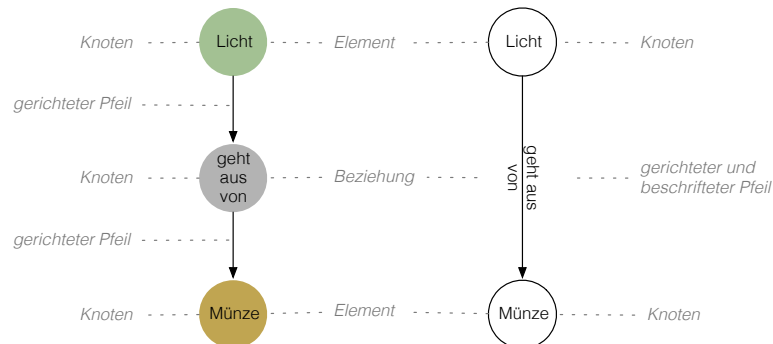 Knoten Licht Element Licht Knoten
gerichteter Pfeil
Knoten geht aus von Beziehung geht aus von gerichteter und beschrifteter Pfeil
gerichteter Pfeil
Knoten Münze Element Münze Knoten